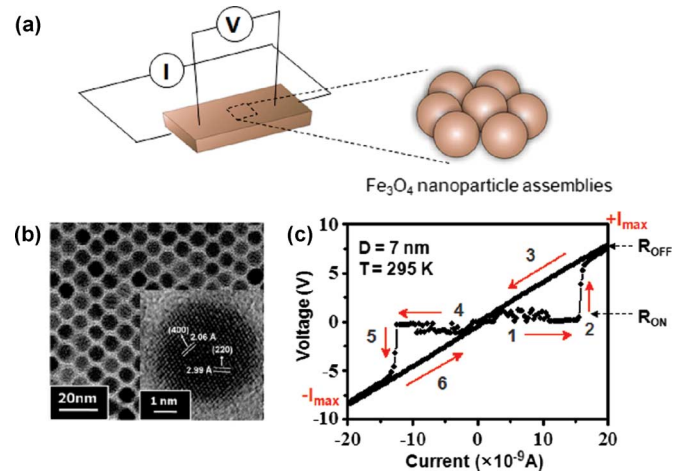 (a)
V
I
Fe₃O₄ nanoparticle assemblies
(b)
(400)
2.06 Å
(220)
2.99 Å
20nm
1 nm
(c)
+Imax
D = 7 nm
T= 295 K
ROFF
RON
3
4
5
1
2
6
-Imax
Voltage (V)
10
5
0
-5
-10
-20
-10
0
10
20
Current (×10⁻⁹A)